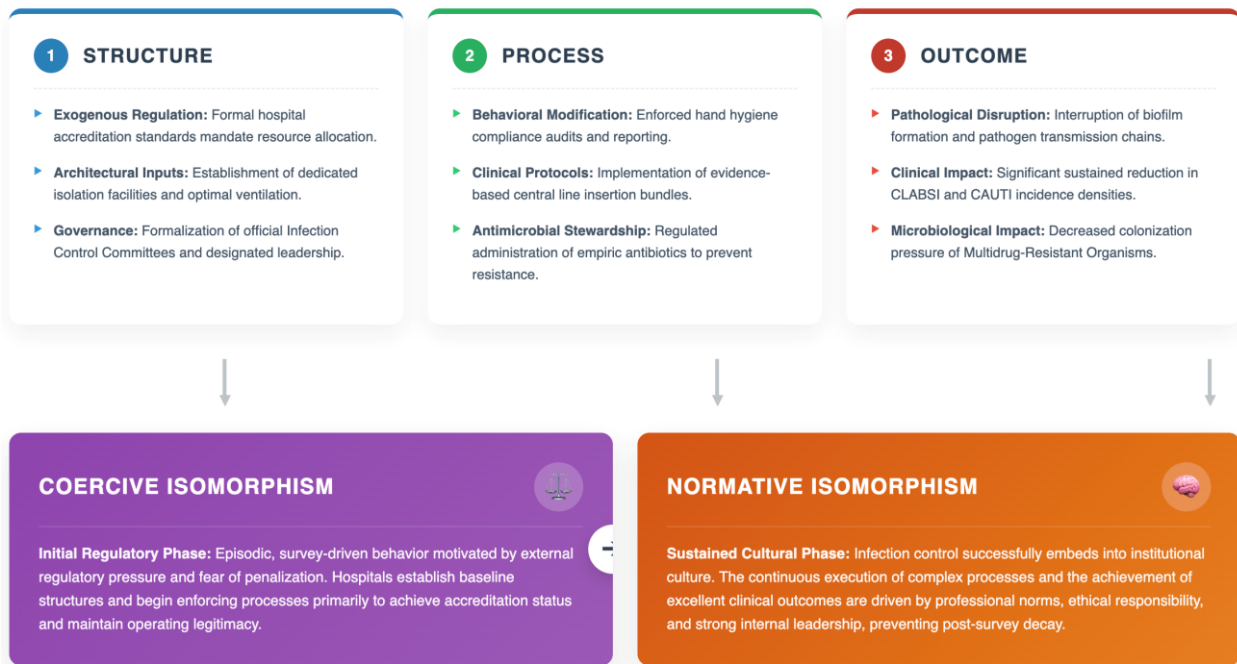 1 STRUCTURE
Exogenous Regulation: Formal hospital
accreditation standards mandate resource allocation.
Architectural Inputs: Establishment of dedicated
isolation facilities and optimal ventilation.
Governance: Formalization of official Infection
Control Committees and designated leadership.
2 PROCESS
Behavioral Modification: Enforced hand hygiene
compliance audits and reporting.
Clinical Protocols: Implementation of evidence-
based central line insertion bundles.
Antimicrobial Stewardship: Regulated
administration of empiric antibiotics to prevent
resistance.
3 OUTCOME
Pathological Disruption: Interruption of biofilm
formation and pathogen transmission chains.
Clinical Impact: Significant sustained reduction in
CLABSI and CAUTI incidence densities.
Microbiological Impact: Decreased colonization
pressure of Multidrug-Resistant Organisms.
COERCIVE ISOMORPHISM
Initial Regulatory Phase: Episodic, survey-driven behavior motivated by external
regulatory pressure and fear of penalization. Hospitals establish baseline
structures and begin enforcing processes primarily to achieve accreditation status
and maintain operating legitimacy.
NORMATIVE ISOMORPHISM
Sustained Cultural Phase: Infection control successfully embeds into institutional
culture. The continuous execution of complex processes and the achievement of
excellent clinical outcomes are driven by professional norms, ethical responsibility,
and strong internal leadership, preventing post-survey decay.